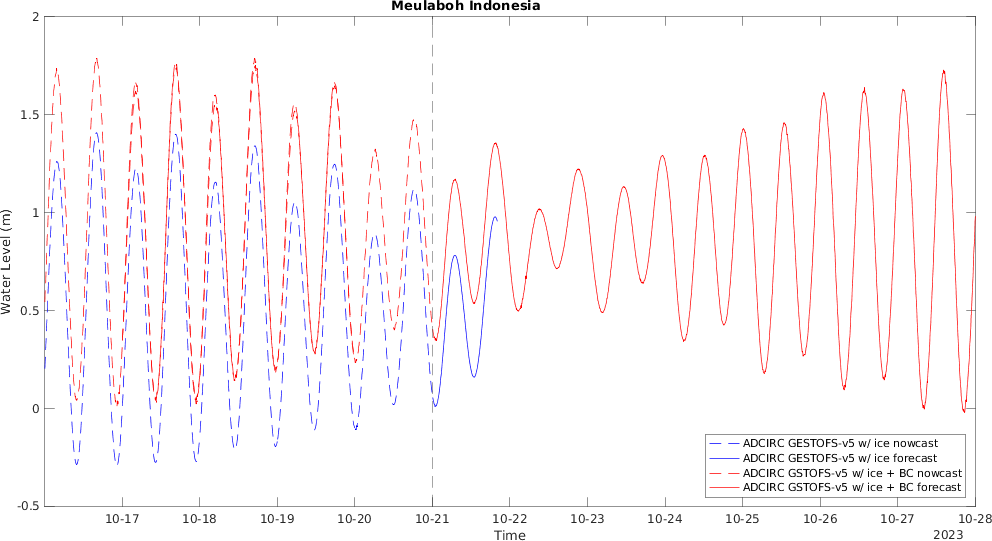 Meulaboh Indonesia
2
1.5
1
0.5
0
-0.5
Water Level (m)
ADCIRC GESTOFS-v5 w/ ice nowcast
ADCIRC GESTOFS-v5 w/ ice forecast
ADCIRC GSTOFS-v5 w/ ice + BC nowcast
ADCIRC GSTOFS-v5 w/ ice + BC forecast
10-17 10-18 10-19 10-20 10-21 10-22 10-23 10-24 10-25 10-26 10-27 10-28
Time
2023